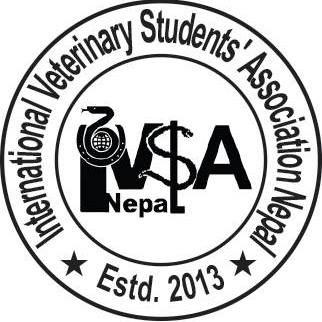 International Veterinary Students' Association Nepal
IVSA
Nepal
Estd. 2013